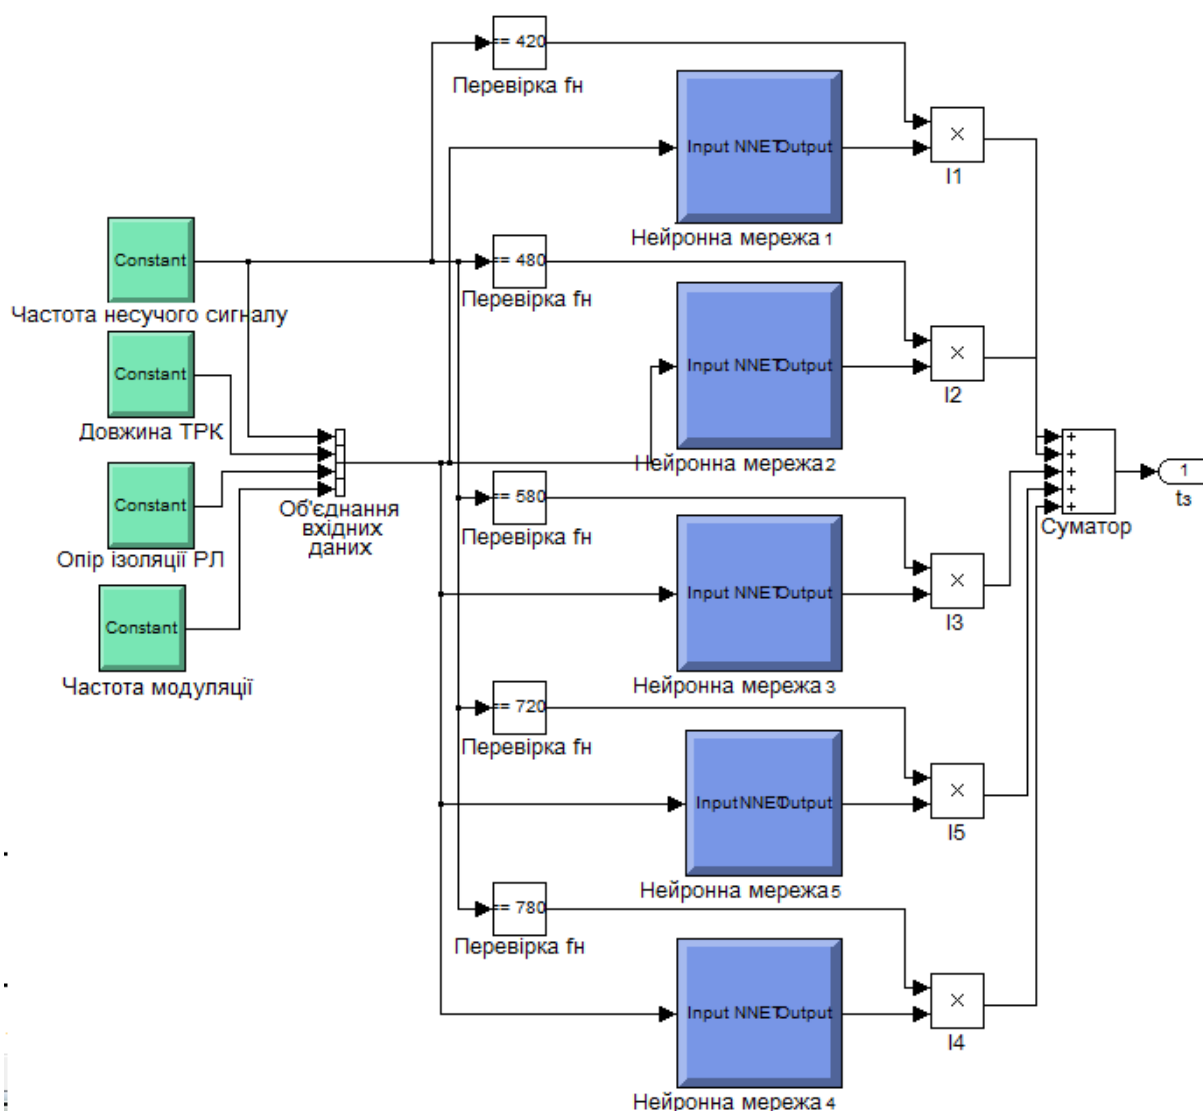 == 420
Перевірка fн
Input NNET Output
I1
Нейронна мережа 1
Constant
Частота несучого сигналу
== 480
Перевірка fн
Input NNET Output
I2
Нейронна мережа 2
Constant
Довжина ТРК
Constant
Опір ізоляції РЛ
Об'єднання
вхідних
даних
Constant
Частота модуляції
+
+
+
+
+
Суматор
1
tз
== 580
Перевірка fн
Input NNET Output
I3
Нейронна мережа 3
== 720
Перевірка fн
Input NNET Output
I5
Нейронна мережа 5
== 780
Перевірка fн
Input NNET Output
I4
Нейронна мережа 4